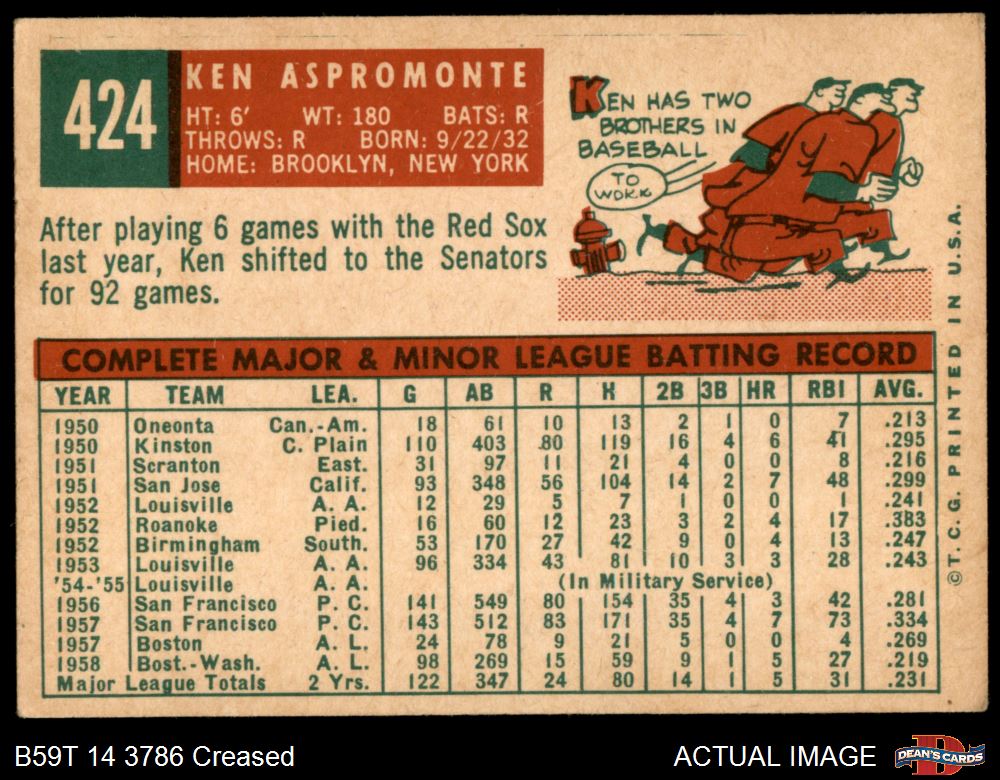 424
KEN ASPROMONTE
HT: 6' WT: 180 BATS: R
THROWS: R BORN: 9/22/32
HOME: BROOKLYN, NEW YORK
KEN HAS TWO
BROTHERS IN
BASEBALL
TO
WORK
After playing 6 games with the Red Sox
last year, Ken shifted to the Senators
for 92 games.
COMPLETE MAJOR & MINOR LEAGUE BATTING RECORD
YEAR TEAM LEA. G AB R H 2B 3B HR RBI AVG.
1950 Oneonta Can.-Am. 18 61 10 13 2 1 0 7 .213
1950 Kinston C. Plain 110 403 80 119 16 4 6 41 .295
1951 Scranton East. 31 97 11 21 4 0 0 8 .216
1951 San Jose Calif. 93 348 56 104 14 2 7 48 .299
1952 Louisville A. A. 12 29 5 7 1 0 0 1 .241
1952 Roanoke Pied. 16 60 12 23 3 2 4 17 .383
1952 Birmingham South. 53 170 27 42 9 0 4 13 .247
1953 Louisville A. A. 96 334 43 81 10 3 3 28 .243
'54-'55 Louisville A. A. (In Military Service)
1956 San Francisco P. C. 141 549 80 154 35 4 3 42 .281
1957 San Francisco P. C. 143 512 83 171 35 4 7 73 .334
1957 Boston A. L. 24 78 9 21 5 0 0 4 .269
1958 Bost.-Wash. A. L. 98 269 15 59 9 1 5 27 .219
Major League Totals 2 Yrs. 122 347 24 80 14 1 5 31 .231
© T. C. G. PRINTED IN U.S.A.
B59T 14 3786 Creased
ACTUAL IMAGE
DEAN'S CARDS